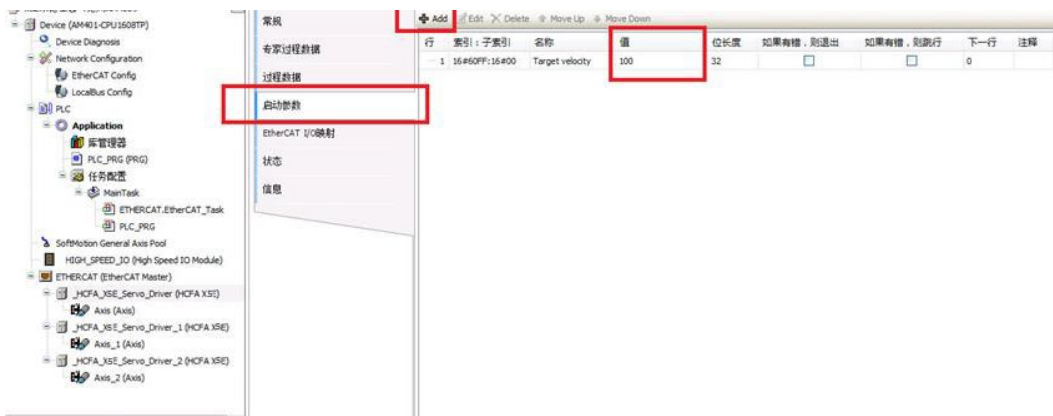 Device (AM401-CPU1608TP)
Device Diagnosis
Network Configuration
EtherCAT Config
LocalBus Config
PLC
Application
库管理器
PLC_PRG (PRG)
任务配置
MainTask
ETHERCAT.EtherCAT_Task
PLC_PRG
SoftMotion General Axis Pool
HIGH_SPEED_IO (High Speed IO Module)
ETHERCAT (EtherCAT Master)
_HCFA_X5E_Servo_Driver (HCFA X5E)
Axis (Axis)
_HCFA_X5E_Servo_Driver_1 (HCFA X5E)
Axis_1 (Axis)
_HCFA_X5E_Servo_Driver_2 (HCFA X5E)
Axis_2 (Axis)
常规
专家过程数据
过程数据
启动参数
EtherCAT I/O映射
状态
信息
Add Edit Delete Move Up Move Down
行 索引:子索引 名称 值 位长度 如果有错,则退出 如果有错,则跳行 下一行 注释
1 16#60FF:16#00 Target velocity 100 32 0